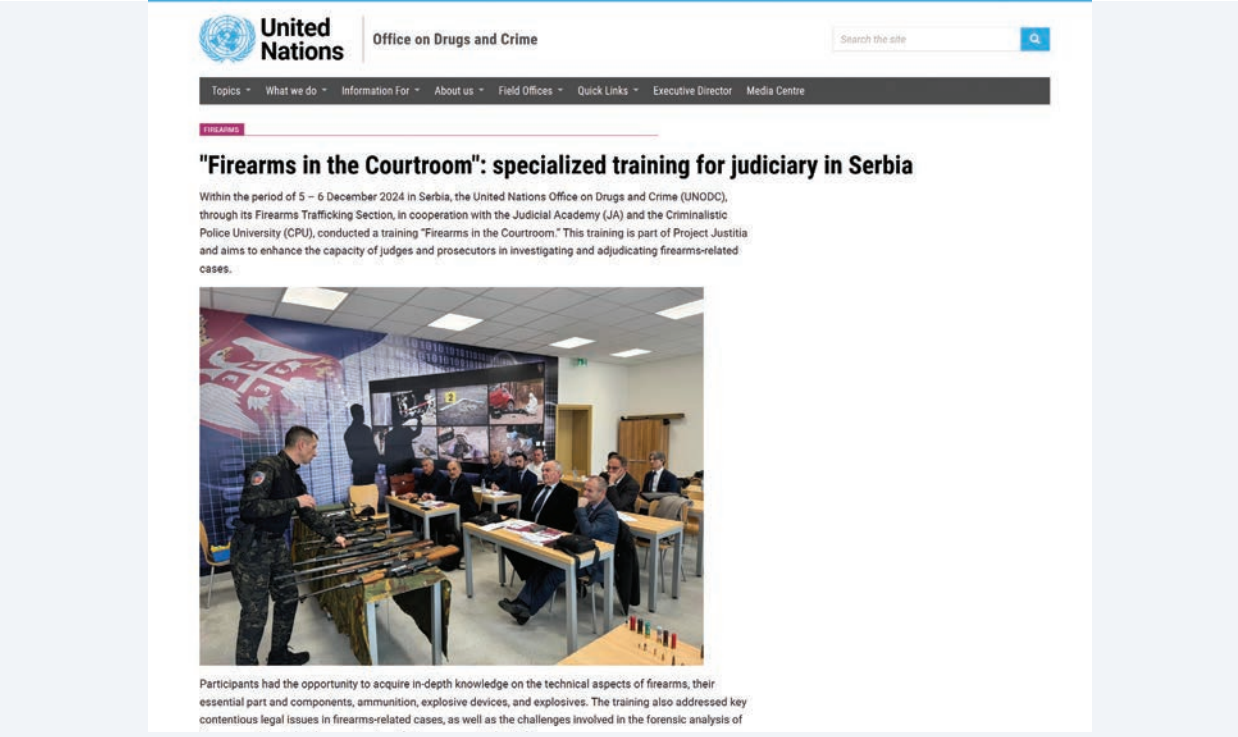 United
Nations
Office on Drugs and Crime
Search the site
Topics
What we do
Information For
About us
Field Offices
Quick Links
Executive Director
Media Centre
FIREARMS
"Firearms in the Courtroom": specialized training for judiciary in Serbia
Within the period of 5 – 6 December 2024 in Serbia, the United Nations Office on Drugs and Crime (UNODC),
through its Firearms Trafficking Section, in cooperation with the Judicial Academy (JA) and the Criminalistic
Police University (CPU), conducted a training "Firearms in the Courtroom." This training is part of Project Justitia
and aims to enhance the capacity of judges and prosecutors in investigating and adjudicating firearms-related
cases.
2
Participants had the opportunity to acquire in-depth knowledge on the technical aspects of firearms, their
essential part and components, ammunition, explosive devices, and explosives. The training also addressed key
contentious legal issues in firearms-related cases, as well as the challenges involved in the forensic analysis of